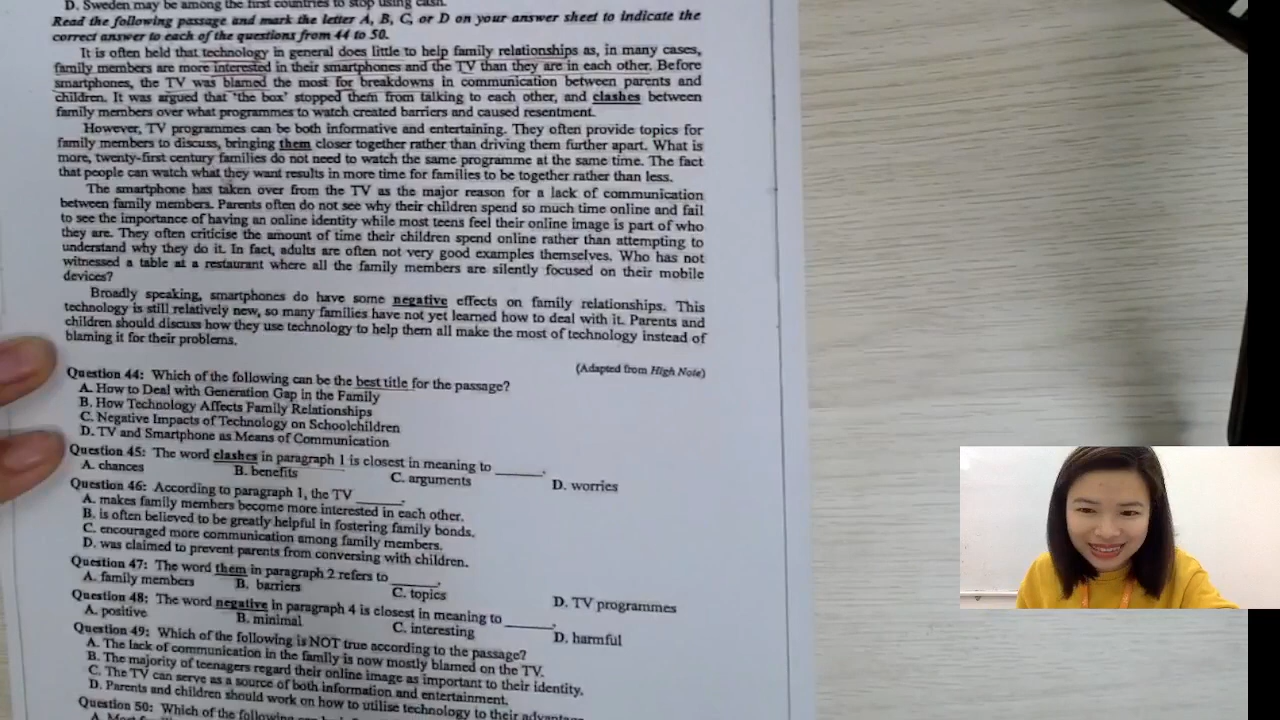 D. Sweden may be among the first countries to stop using cash.
Read the following passage and mark the letter A, B, C, or D on your answer sheet to indicate the
correct answer to each of the questions from 44 to 50.
It is often held that technology in general does little to help family relationships as, in many cases,
family members are more interested in their smartphones and the TV than they are in each other. Before
smartphones, the TV was blamed the most for breakdowns in communication between parents and
children. It was argued that 'the box' stopped them from talking to each other, and clashes between
family members over what programmes to watch created barriers and caused resentment.
However, TV programmes can be both informative and entertaining. They often provide topics for
family members to discuss, bringing them closer together rather than driving them further apart. What is
more, twenty-first century families do not need to watch the same programme at the same time. The fact
that people can watch what they want results in more time for families to be together rather than less.
The smartphone has taken over from the TV as the major reason for a lack of communication
between family members. Parents often do not see why their children spend so much time online and fail
to see the importance of having an online identity while most teens feel their online image is part of who
they are. They often criticise the amount of time their children spend online rather than attempting to
understand why they do it. In fact, adults are often not very good examples themselves. Who has not
witnessed a table at a restaurant where all the family members are silently focused on their mobile
devices?
Broadly speaking, smartphones do have some negative effects on family relationships. This
technology is still relatively new, so many families have not yet learned how to deal with it. Parents and
children should discuss how they use technology to help them all make the most of technology instead of
blaming it for their problems.
(Adapted from High Note)
Question 44: Which of the following can be the best title for the passage?
A. How to Deal with Generation Gap in the Family
B. How Technology Affects Family Relationships
C. Negative Impacts of Technology on Schoolchildren
D. TV and Smartphone as Means of Communication
Question 45: The word clashes in paragraph 1 is closest in meaning to ______.
A. chances B. benefits C. arguments D. worries
Question 46: According to paragraph 1, the TV ______.
A. makes family members become more interested in each other.
B. is often believed to be greatly helpful in fostering family bonds.
C. encouraged more communication among family members.
D. was claimed to prevent parents from conversing with children.
Question 47: The word them in paragraph 2 refers to ______.
A. family members B. barriers C. topics D. TV programmes
Question 48: The word negative in paragraph 4 is closest in meaning to ______.
A. positive B. minimal C. interesting D. harmful
Question 49: Which of the following is NOT true according to the passage?
A. The lack of communication in the family is now mostly blamed on the TV.
B. The majority of teenagers regard their online image as important to their identity.
C. The TV can serve as a source of both information and entertainment.
D. Parents and children should work on how to utilise technology to their advantage
Question 50: Which of the following
A.